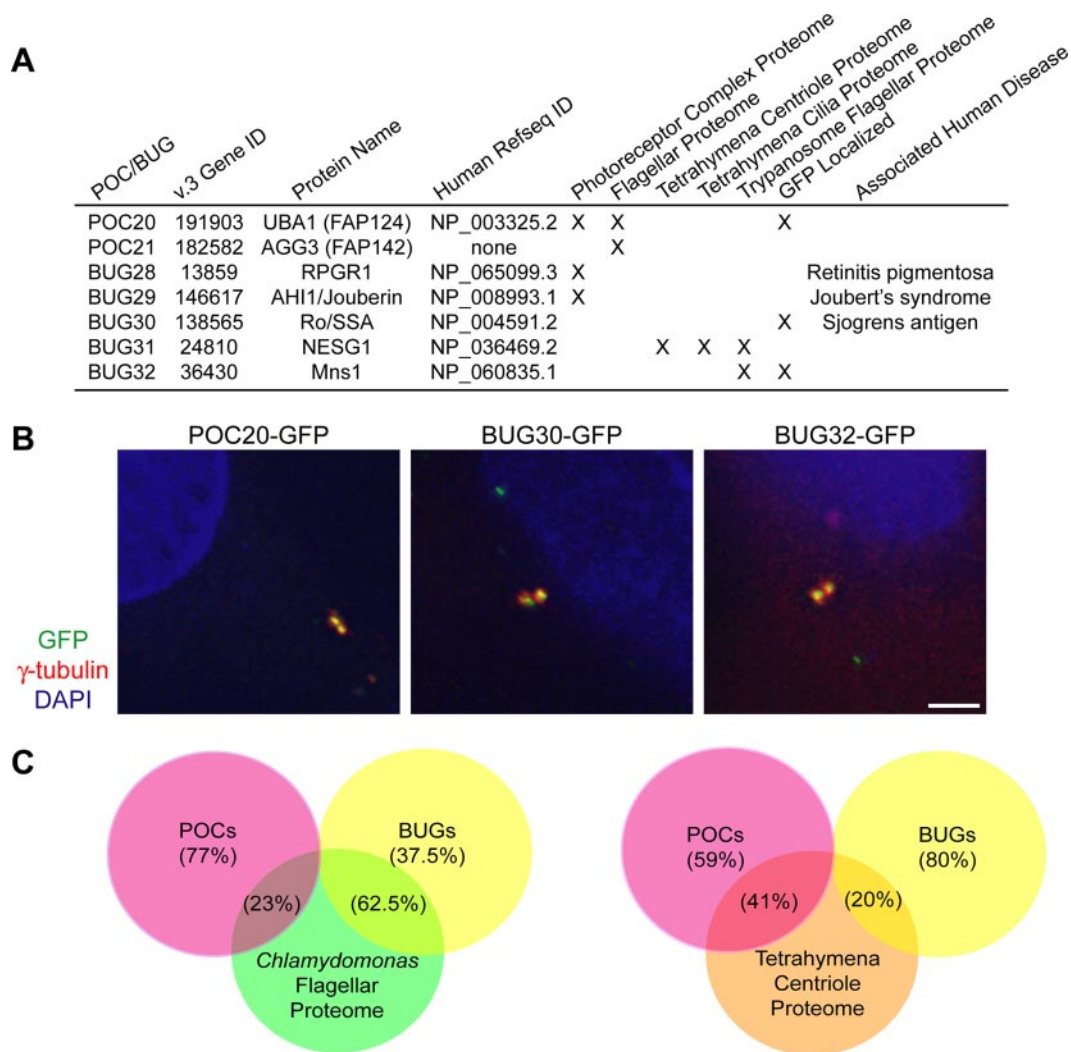 A
POC/BUG
v.3 Gene ID
Protein Name
Human Refseq ID
Photoreceptor Complex Proteome
Flagellar Proteome
Tetrahymena Centriole Proteome
Tetrahymena Cilia Proteome
Trypanosome Flagellar Proteome
GFP Localized
Associated Human Disease
POC20 191903 UBA1 (FAP124) NP_003325.2 X X X
POC21 182582 AGG3 (FAP142) none X
BUG28 13859 RPGR1 NP_065099.3 X Retinitis pigmentosa
BUG29 146617 AHI1/Jouberin NP_008993.1 X Joubert's syndrome
BUG30 138565 Ro/SSA NP_004591.2 X Sjogrens antigen
BUG31 24810 NESG1 NP_036469.2 X X X
BUG32 36430 Mns1 NP_060835.1 X X
B
POC20-GFP BUG30-GFP BUG32-GFP
GFP
γ-tubulin
DAPI
C
POCs
(77%)
BUGs
(37.5%)
(23%)
(62.5%)
Chlamydomonas
Flagellar
Proteome
POCs
(59%)
BUGs
(80%)
(41%)
(20%)
Tetrahymena
Centriole
Proteome